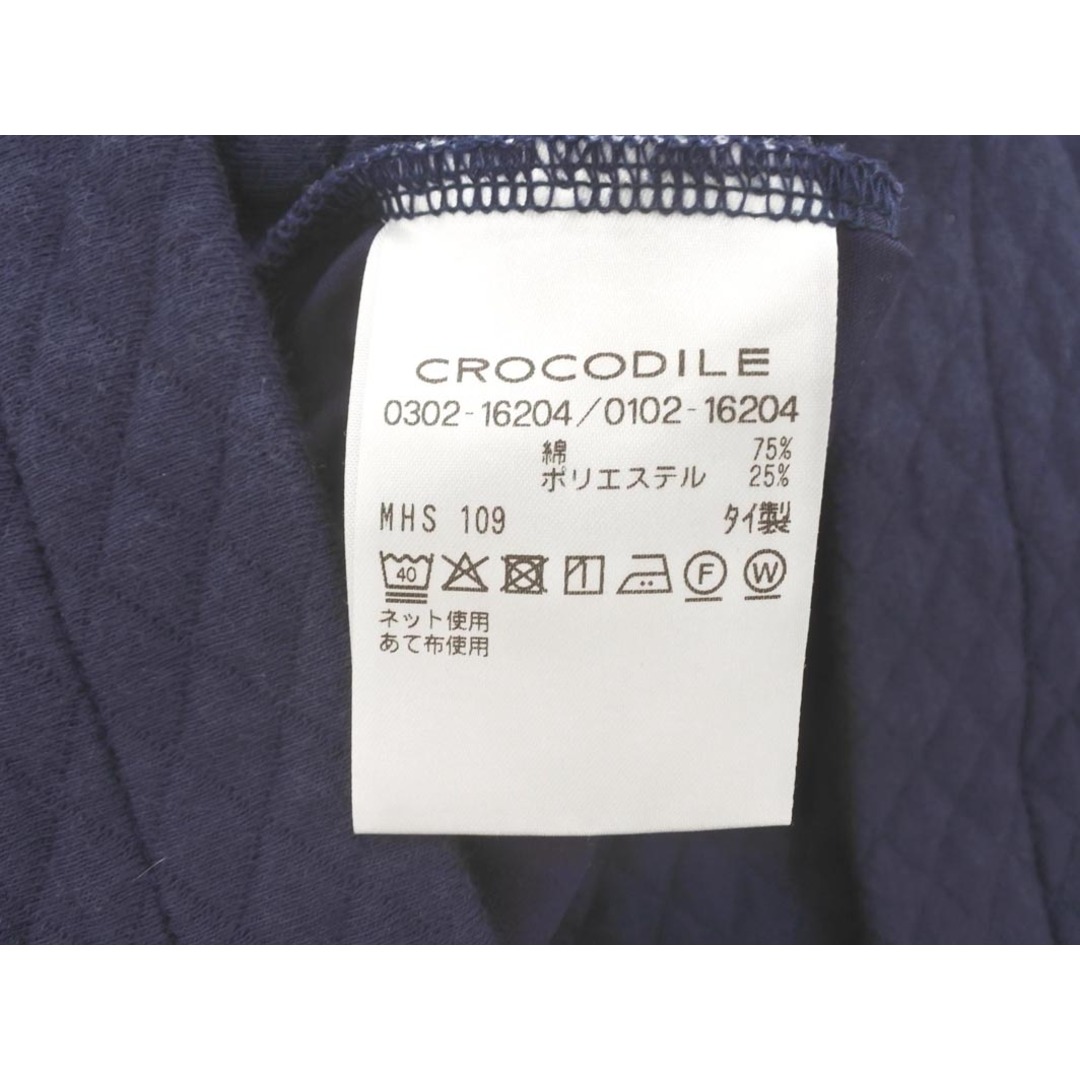 CROCODILE
0302-16204/0102-16204
綿 75%
ポリエステル 25%
MHS 109 タイ製
40 F W
ネット使用
あて布使用